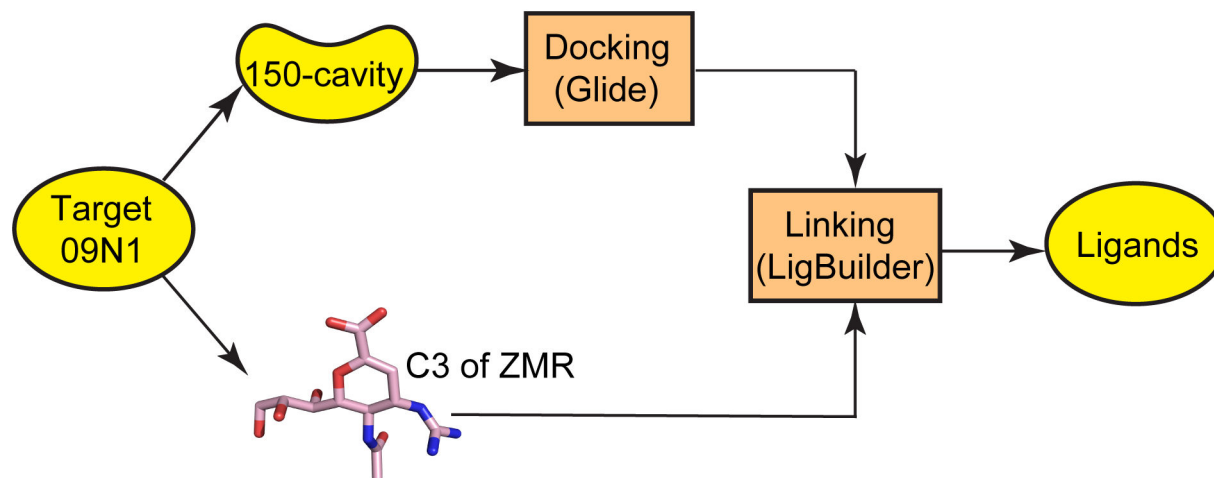 150-cavity
Docking
(Glide)
Target
09N1
Linking
(LigBuilder)
Ligands
C3 of ZMR